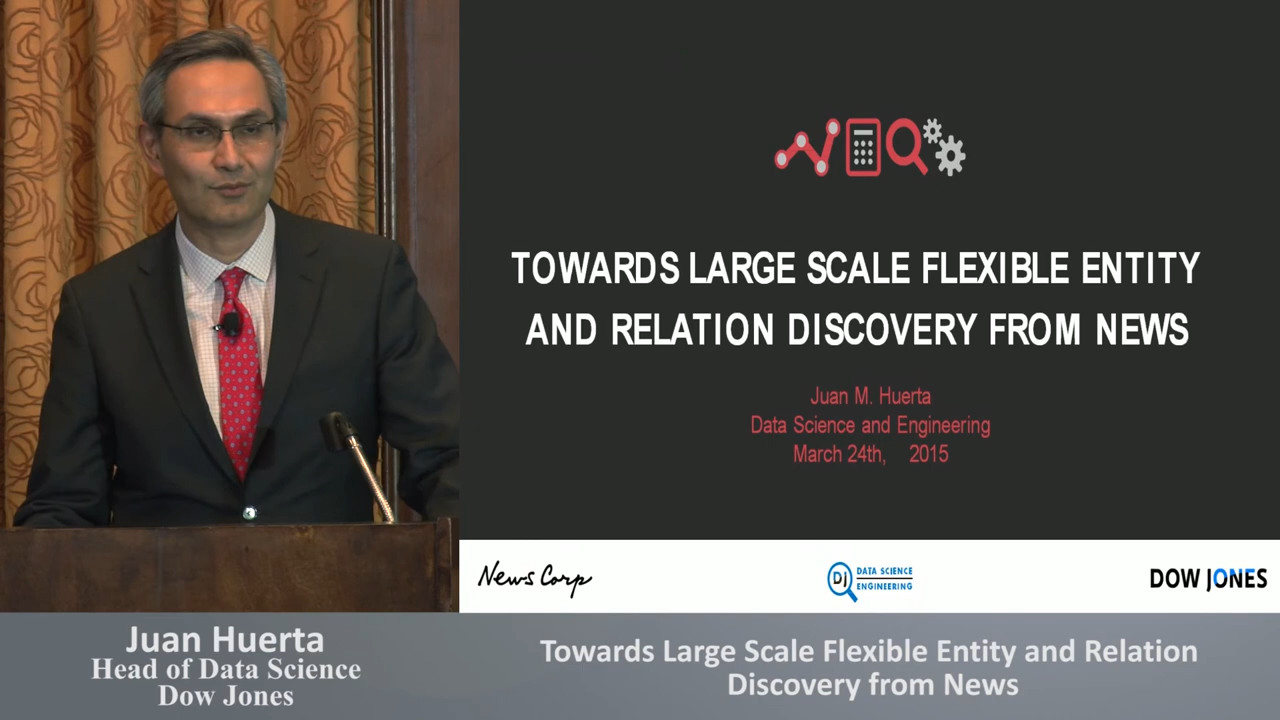 TOWARDS LARGE SCALE FLEXIBLE ENTITY
AND RELATION DISCOVERY FROM NEWS
Juan M. Huerta
Data Science and Engineering
March 24th, 2015
News Corp
DJ
DATA SCIENCE
ENGINEERING
DOW JONES
Juan Huerta
Head of Data Science
Dow Jones
Towards Large Scale Flexible Entity and Relation
Discovery from News